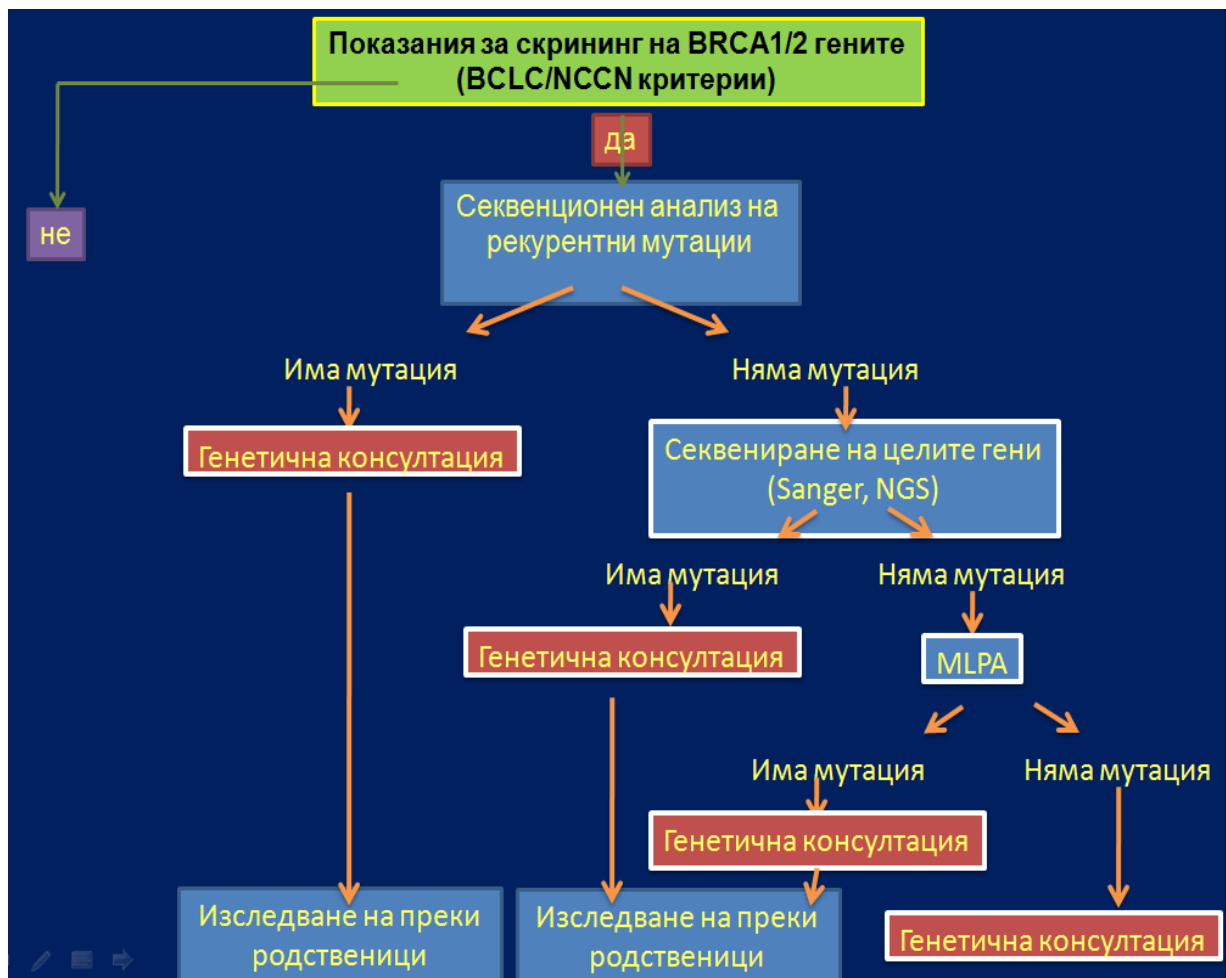 Показания за скрининг на BRCA1/2 гените
(BCLC/NCCN критерии)
да
не
Секвенционен анализ на
рекурентни мутации
Има мутация
Няма мутация
Генетична консултация
Секвениране на целите гени
(Sanger, NGS)
Има мутация
Няма мутация
Генетична консултация
MLPA
Има мутация
Няма мутация
Генетична консултация
Изследване на преки
родственици
Изследване на преки
родственици
Генетична консултация